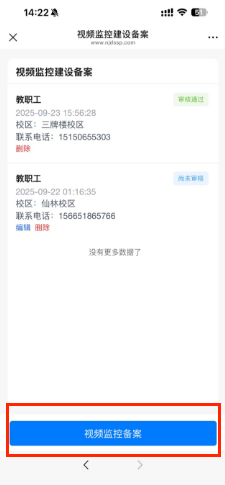 14:22
视频监控建设备案
www.njdssp.com
视频监控建设备案
教职工
审核通过
2025-09-23 15:56:28
校区：三牌楼校区
联系电话：15150655303
删除
教职工
尚未审核
2025-09-22 01:16:35
校区：仙林校区
联系电话：156651865766
编辑 删除
没有更多数据了
视频监控备案